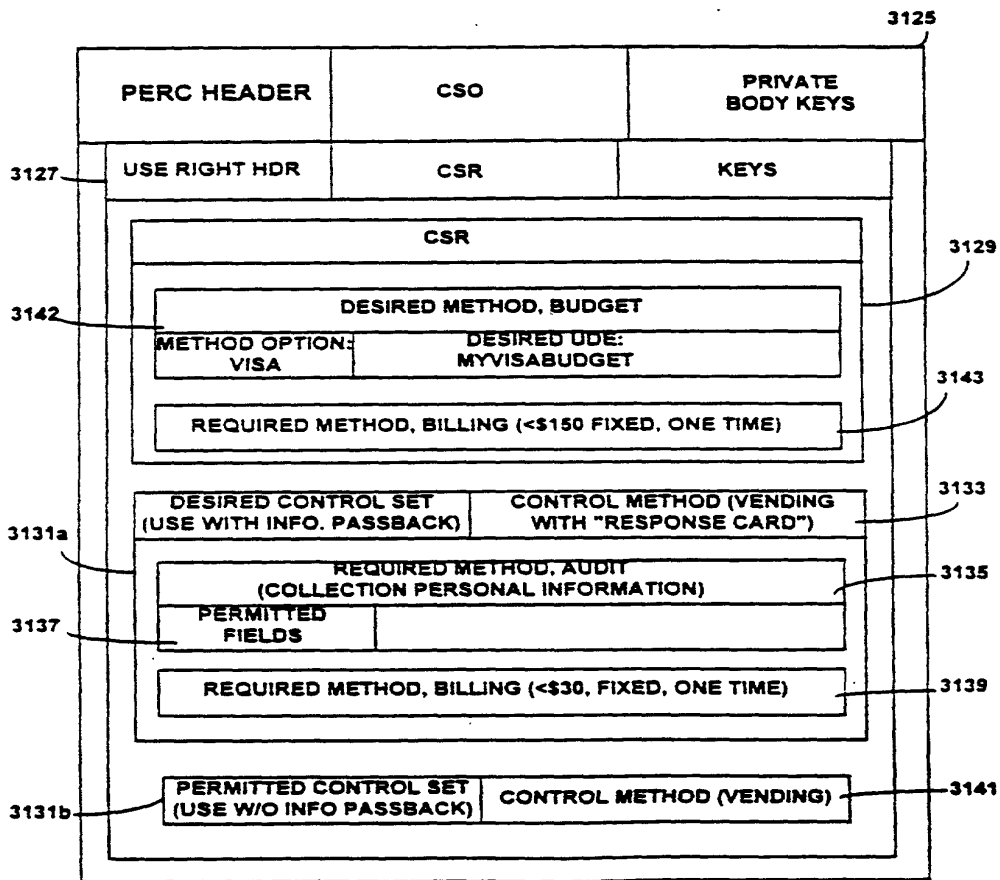 3125
PERC HEADER
CSO
PRIVATE
BODY KEYS
3127
USE RIGHT HDR
CSR
KEYS
CSR
3129
DESIRED METHOD, BUDGET
3142
METHOD OPTION:
VISA
DESIRED UDE:
MYVISABUDGET
3143
REQUIRED METHOD, BILLING (<$150 FIXED, ONE TIME)
DESIRED CONTROL SET
(USE WITH INFO. PASSBACK)
CONTROL METHOD (VENDING
WITH "RESPONSE CARD")
3133
3131a
REQUIRED METHOD, AUDIT
(COLLECTION PERSONAL INFORMATION)
3135
3137
PERMITTED
FIELDS
REQUIRED METHOD, BILLING (<$30, FIXED, ONE TIME)
3139
PERMITTED CONTROL SET
(USE W/O INFO PASSBACK)
CONTROL METHOD (VENDING)
3141
3131b